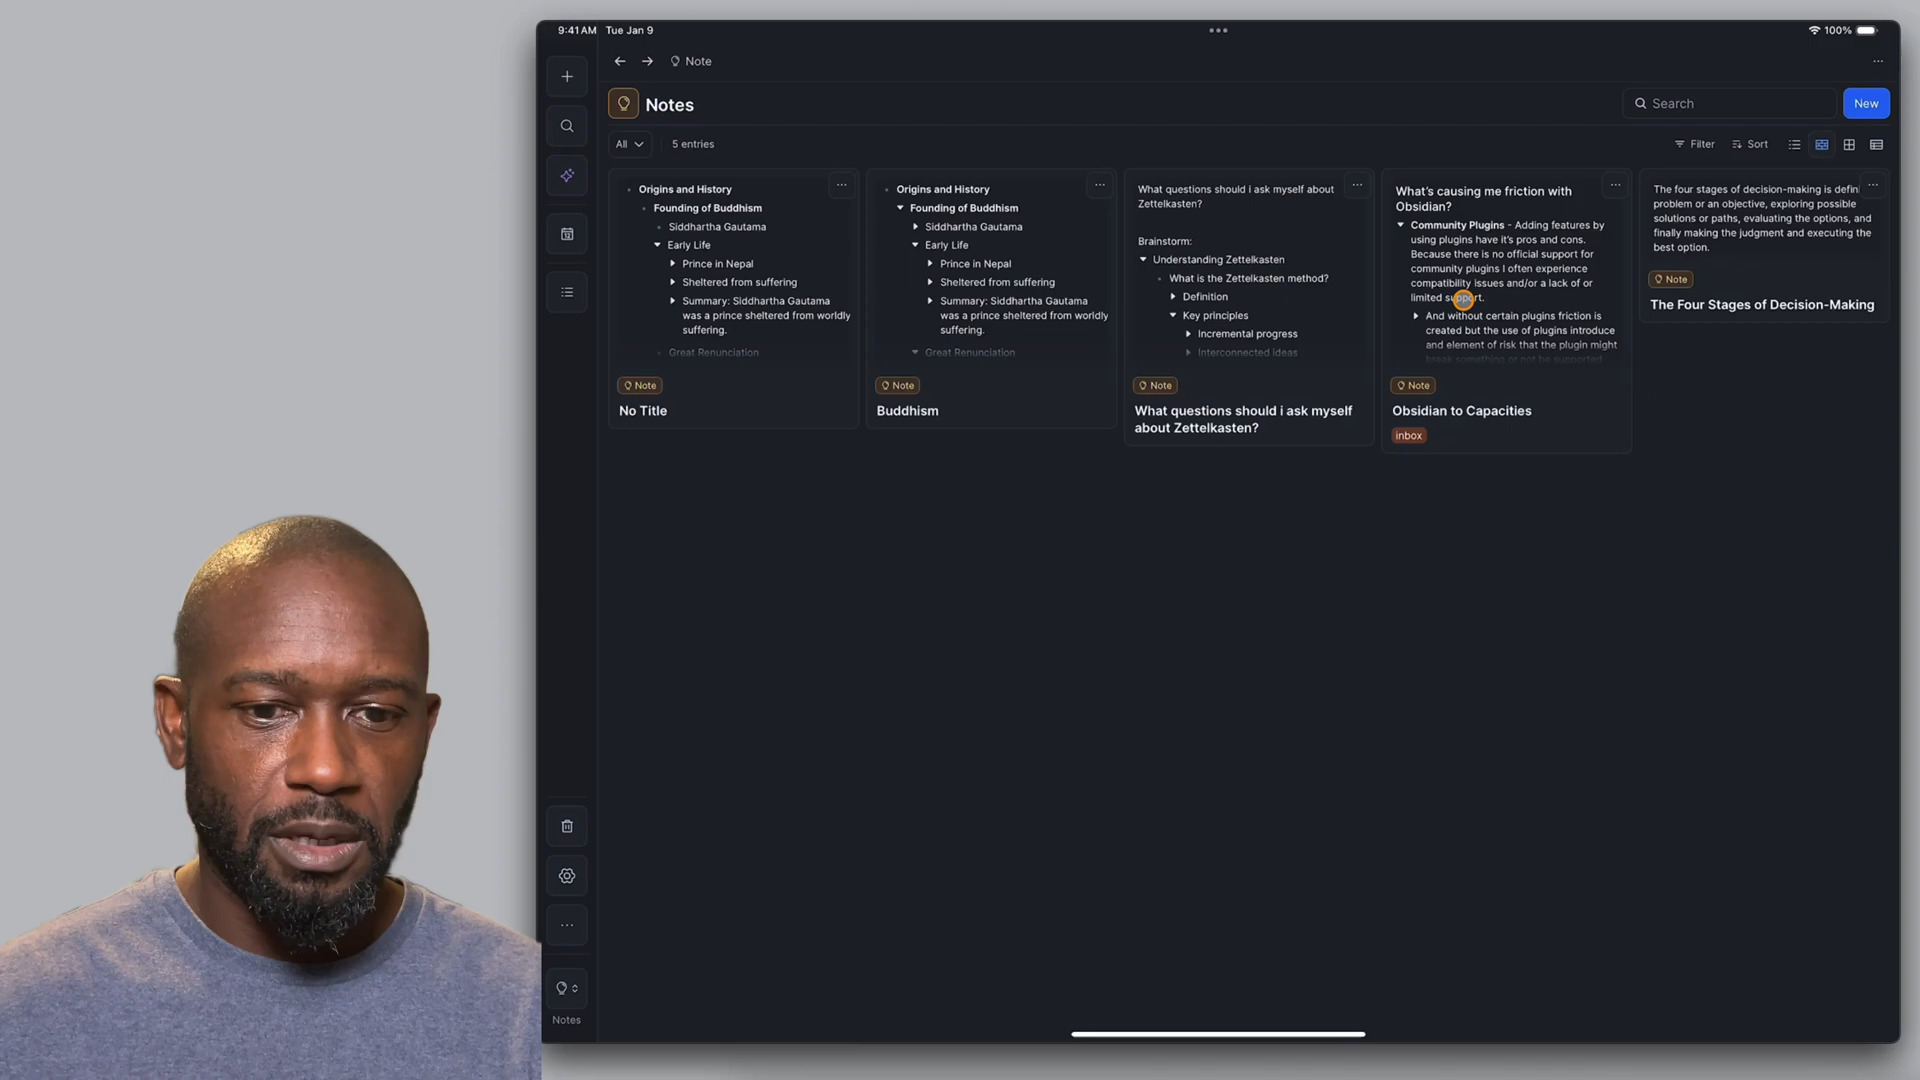 9:41 AM Tue Jan 9
100%
Note
Notes
Search
New
All
5 entries
Filter
Sort
Origins and History
Founding of Buddhism
Siddhartha Gautama
Early Life
Prince in Nepal
Sheltered from suffering
Summary: Siddhartha Gautama
was a prince sheltered from worldly
suffering.
Great Renunciation
Note
No Title
Origins and History
Founding of Buddhism
Siddhartha Gautama
Early Life
Prince in Nepal
Sheltered from suffering
Summary: Siddhartha Gautama
was a prince sheltered from worldly
suffering.
Great Renunciation
Note
Buddhism
What questions should i ask myself about
Zettelkasten?
Brainstorm:
Understanding Zettelkasten
What is the Zettelkasten method?
Definition
Key principles
Incremental progress
Interconnected ideas
Note
What questions should i ask myself
about Zettelkasten?
What's causing me friction with
Obsidian?
Community Plugins - Adding features by
using plugins have it's pros and cons.
Because there is no official support for
community plugins I often experience
compatibility issues and/or a lack of or
limited support.
And without certain plugins friction is
created but the use of plugins introduce
and element of risk that the plugin might
break something or not be supported
Note
Obsidian to Capacities
inbox
The four stages of decision-making is defin
problem or an objective, exploring possible
solutions or paths, evaluating the options, and
finally making the judgment and executing the
best option.
Note
The Four Stages of Decision-Making
Notes